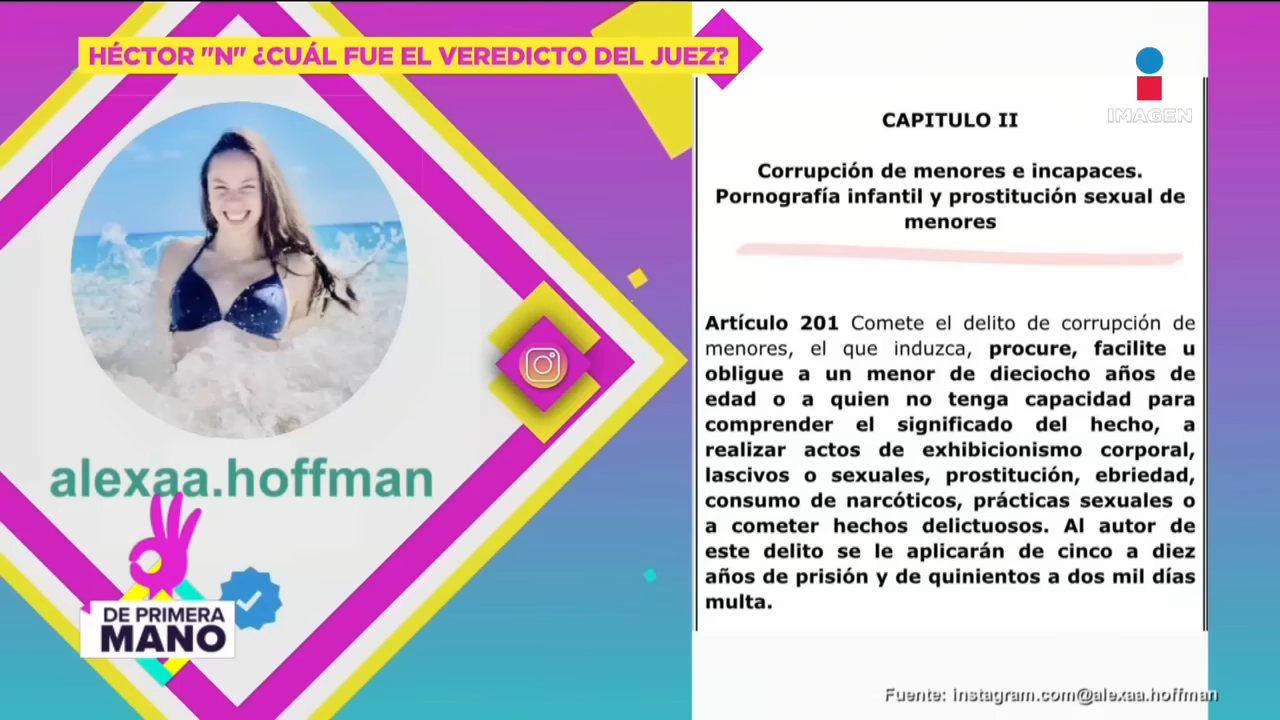 HÉCTOR "N" ¿CUÁL FUE EL VEREDICTO DEL JUEZ?
IMAGEN
alexaa.hoffman
DE PRIMERA
MANO
CAPITULO II
Corrupción de menores e incapaces.
Pornografía infantil y prostitución sexual de
menores
Artículo 201 Comete el delito de corrupción de
menores, el que induzca, procure, facilite u
obligue a un menor de dieciocho años de
edad o a quien no tenga capacidad para
comprender el significado del hecho, a
realizar actos de exhibicionismo corporal,
lascivos o sexuales, prostitución, ebriedad,
consumo de narcóticos, prácticas sexuales o
a cometer hechos delictuosos. Al autor de
este delito se le aplicarán de cinco a diez
años de prisión y de quinientos a dos mil días
multa.
Fuente: instagram.com@alexaa.hoffman